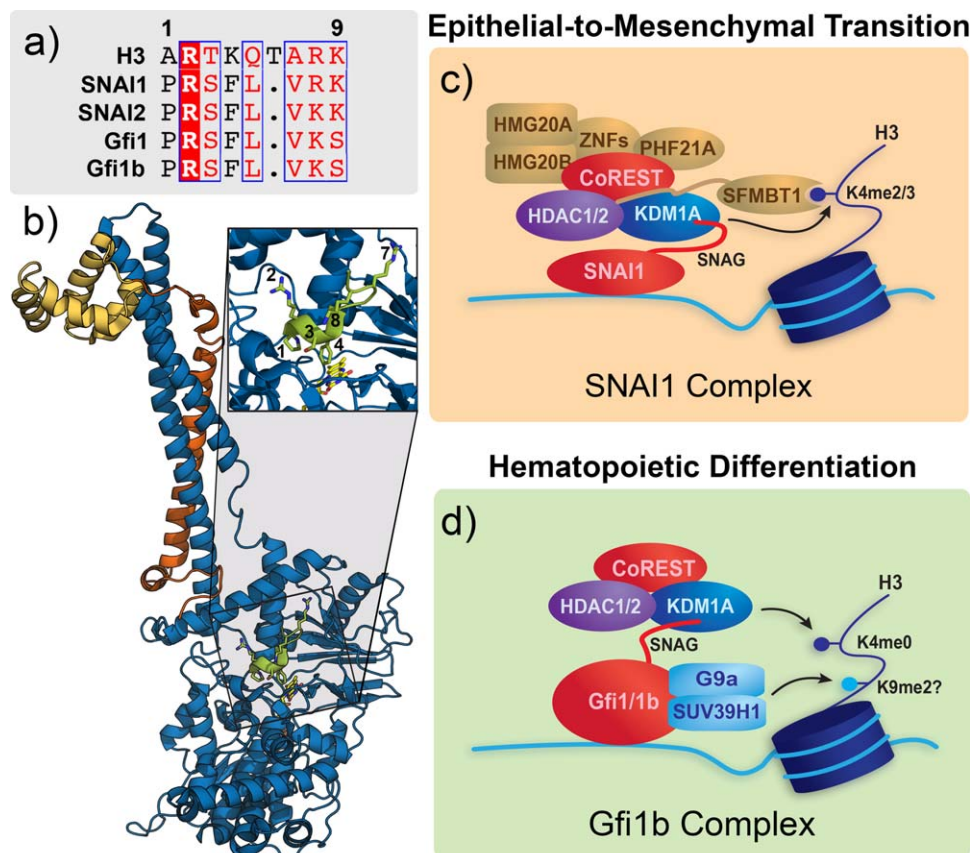 a)
1 9
H3 A R T K Q T A R K
SNAI1 P R S F L . V R K
SNAI2 P R S F L . V K S
Gfi1 P R S F L . V K S
Gfi1b P R S F L . V K S
b)
2
7
3
8
1
4
Epithelial-to-Mesenchymal Transition
c)
HMG20A
ZNFs
PHF21A
HMG20B
CoREST
SFMBT1
HDAC1/2
KDM1A
SNAG
SNAI1
H3
K4me2/3
SNAI1 Complex
Hematopoietic Differentiation
d)
CoREST
HDAC1/2
KDM1A
SNAG
Gfi1/1b
G9a
SUV39H1
H3
K4me0
K9me2?
Gfi1b Complex